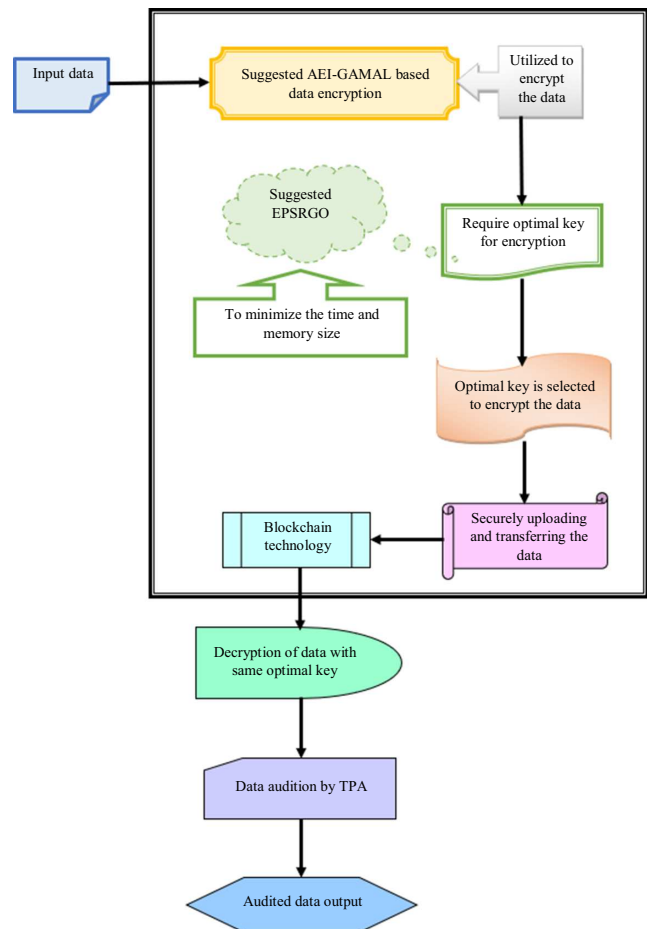 Input data
Suggested AEI-GAMAL based
data encryption
Utilized to
encrypt
the data
Suggested
EPSRGO
Require optimal key
for encryption
To minimize the time and
memory size
Optimal key is selected
to encrypt the data
Blockchain
technology
Securely uploading
and transferring the
data
Decryption of data with
same optimal key
Data audition by TPA
Audited data output